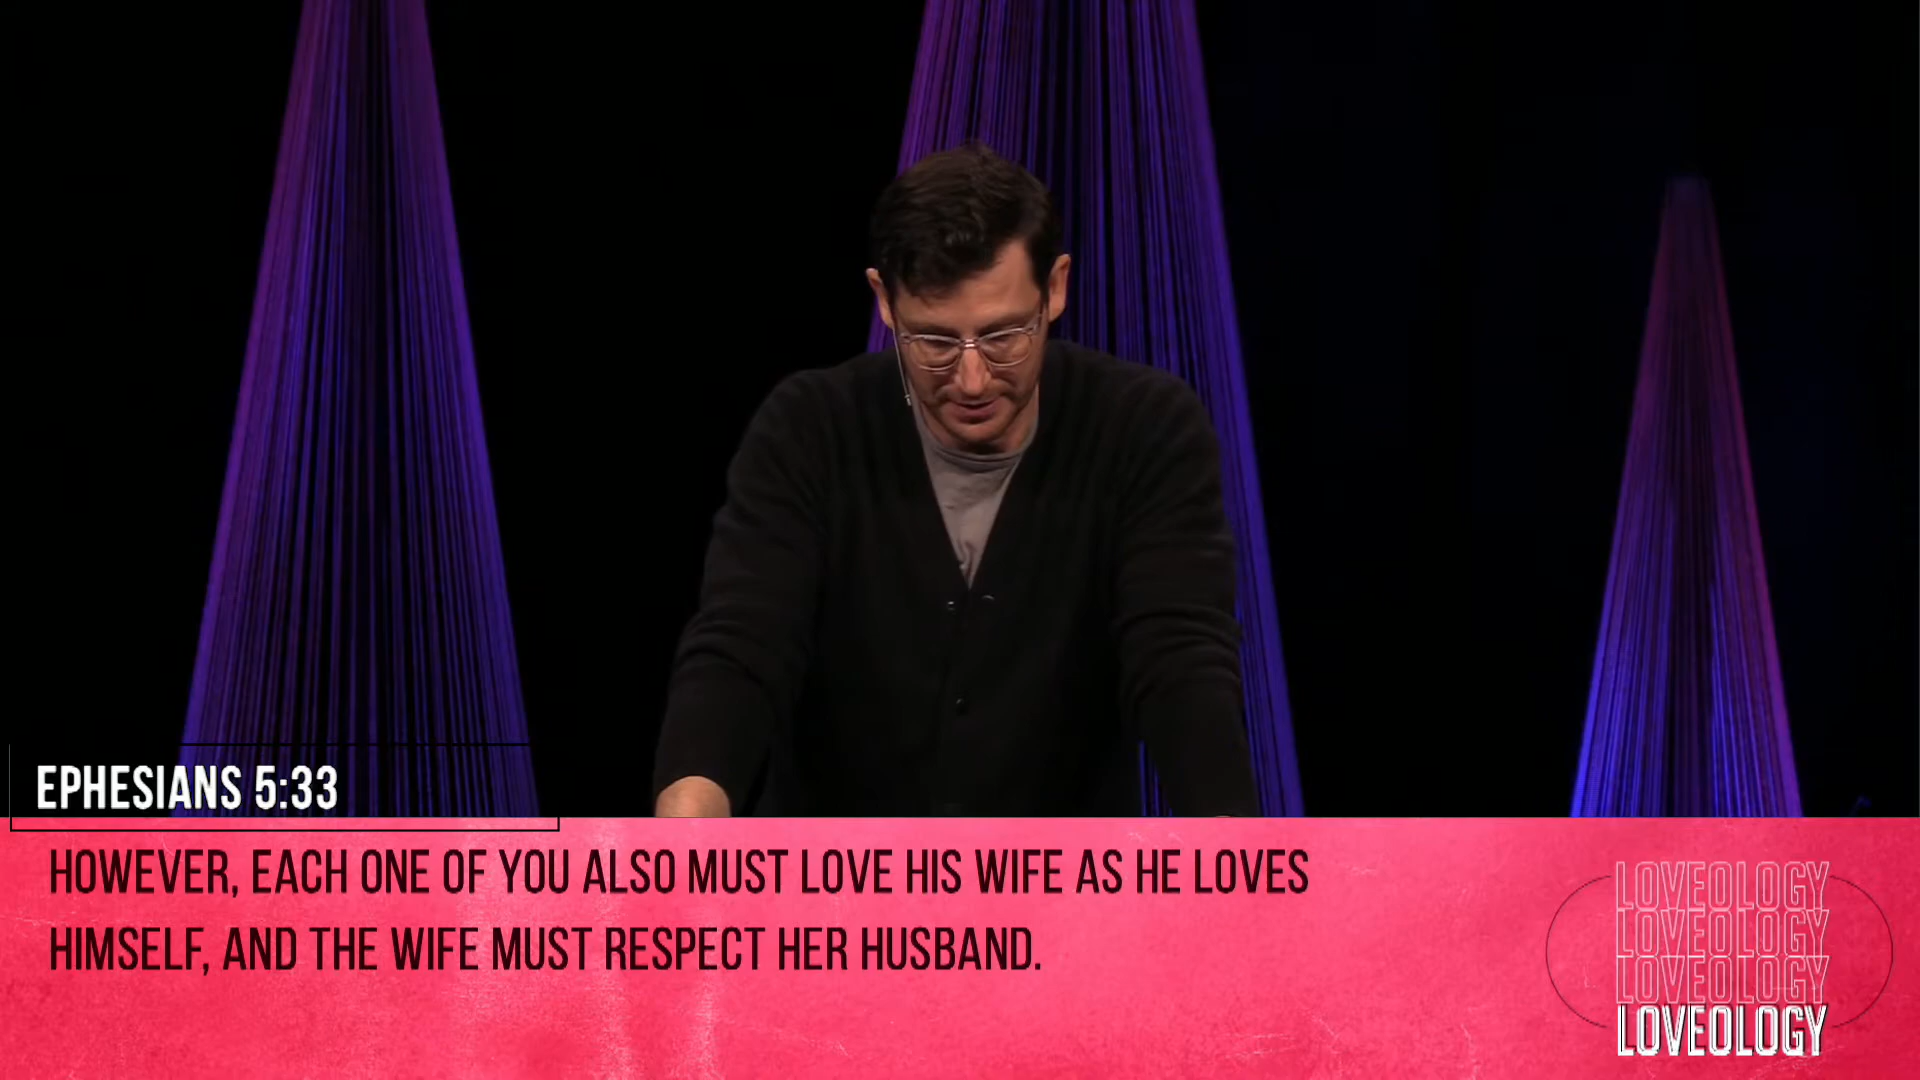 EPHESIANS 5:33
HOWEVER, EACH ONE OF YOU ALSO MUST LOVE HIS WIFE AS HE LOVES
HIMSELF, AND THE WIFE MUST RESPECT HER HUSBAND.
LOVEOLOGY
LOVEOLOGY
LOVEOLOGY
LOVEOLOGY